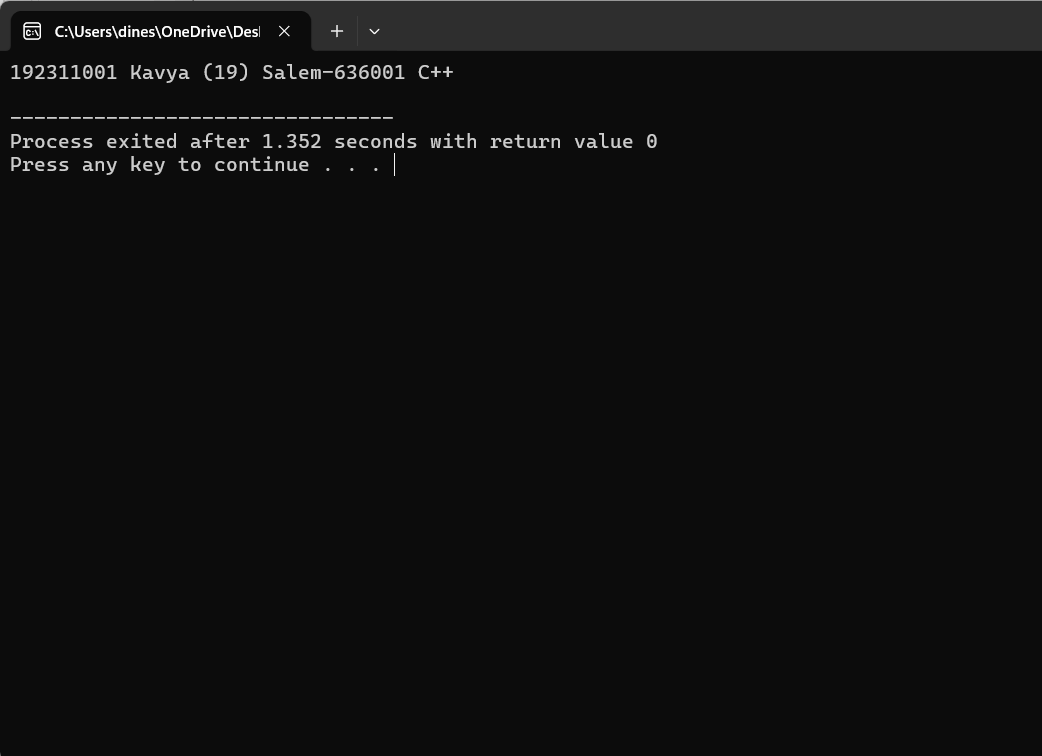 C:\Users\dines\OneDrive\Des
192311001 Kavya (19) Salem-636001 C++
--------------------------------
Process exited after 1.352 seconds with return value 0
Press any key to continue . . .